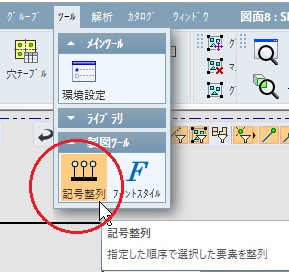 グループ ツール 解析 カタログ ウィンドウ 図面8 : S
穴テーブル
メインツール
環境設定
ライブラリ
製図ツール
記号整列 フォントスタイル
記号整列
指定した順序で選択した要素を整列